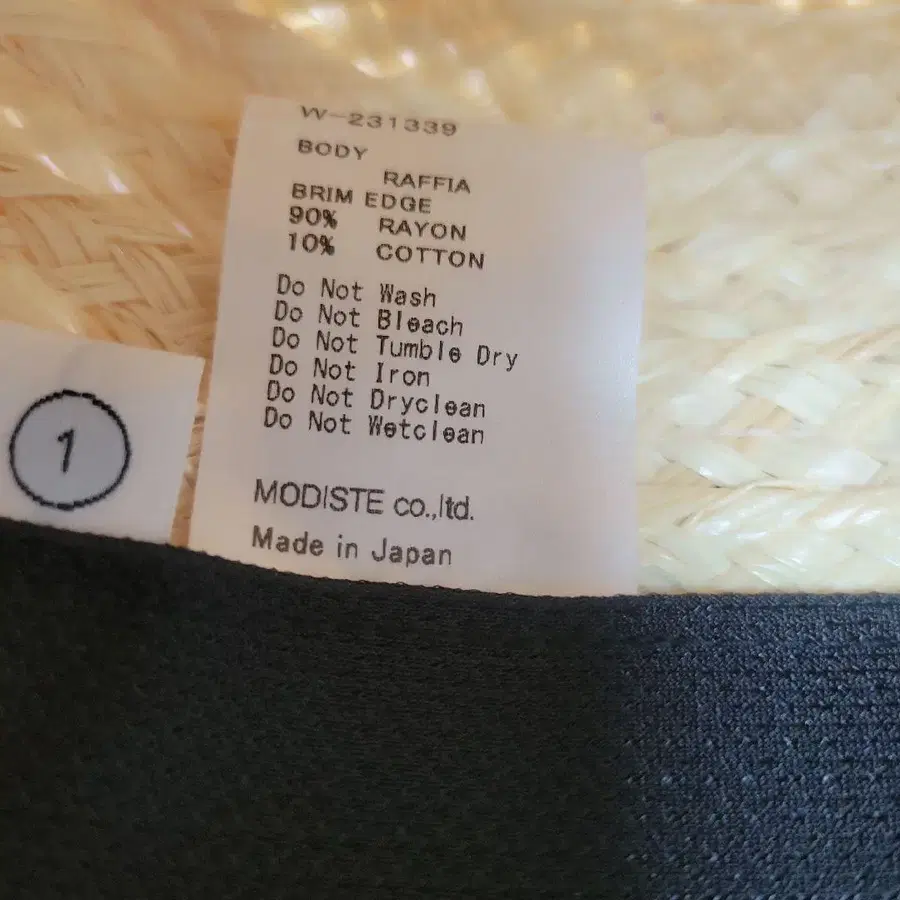 W-231339
BODY
RAFFIA
BRIM EDGE
90% RAYON
10% COTTON
Do Not Wash
Do Not Bleach
Do Not Tumble Dry
Do Not Iron
Do Not Dryclean
Do Not Wetclean
MODISTE co.,ltd.
Made in Japan
1